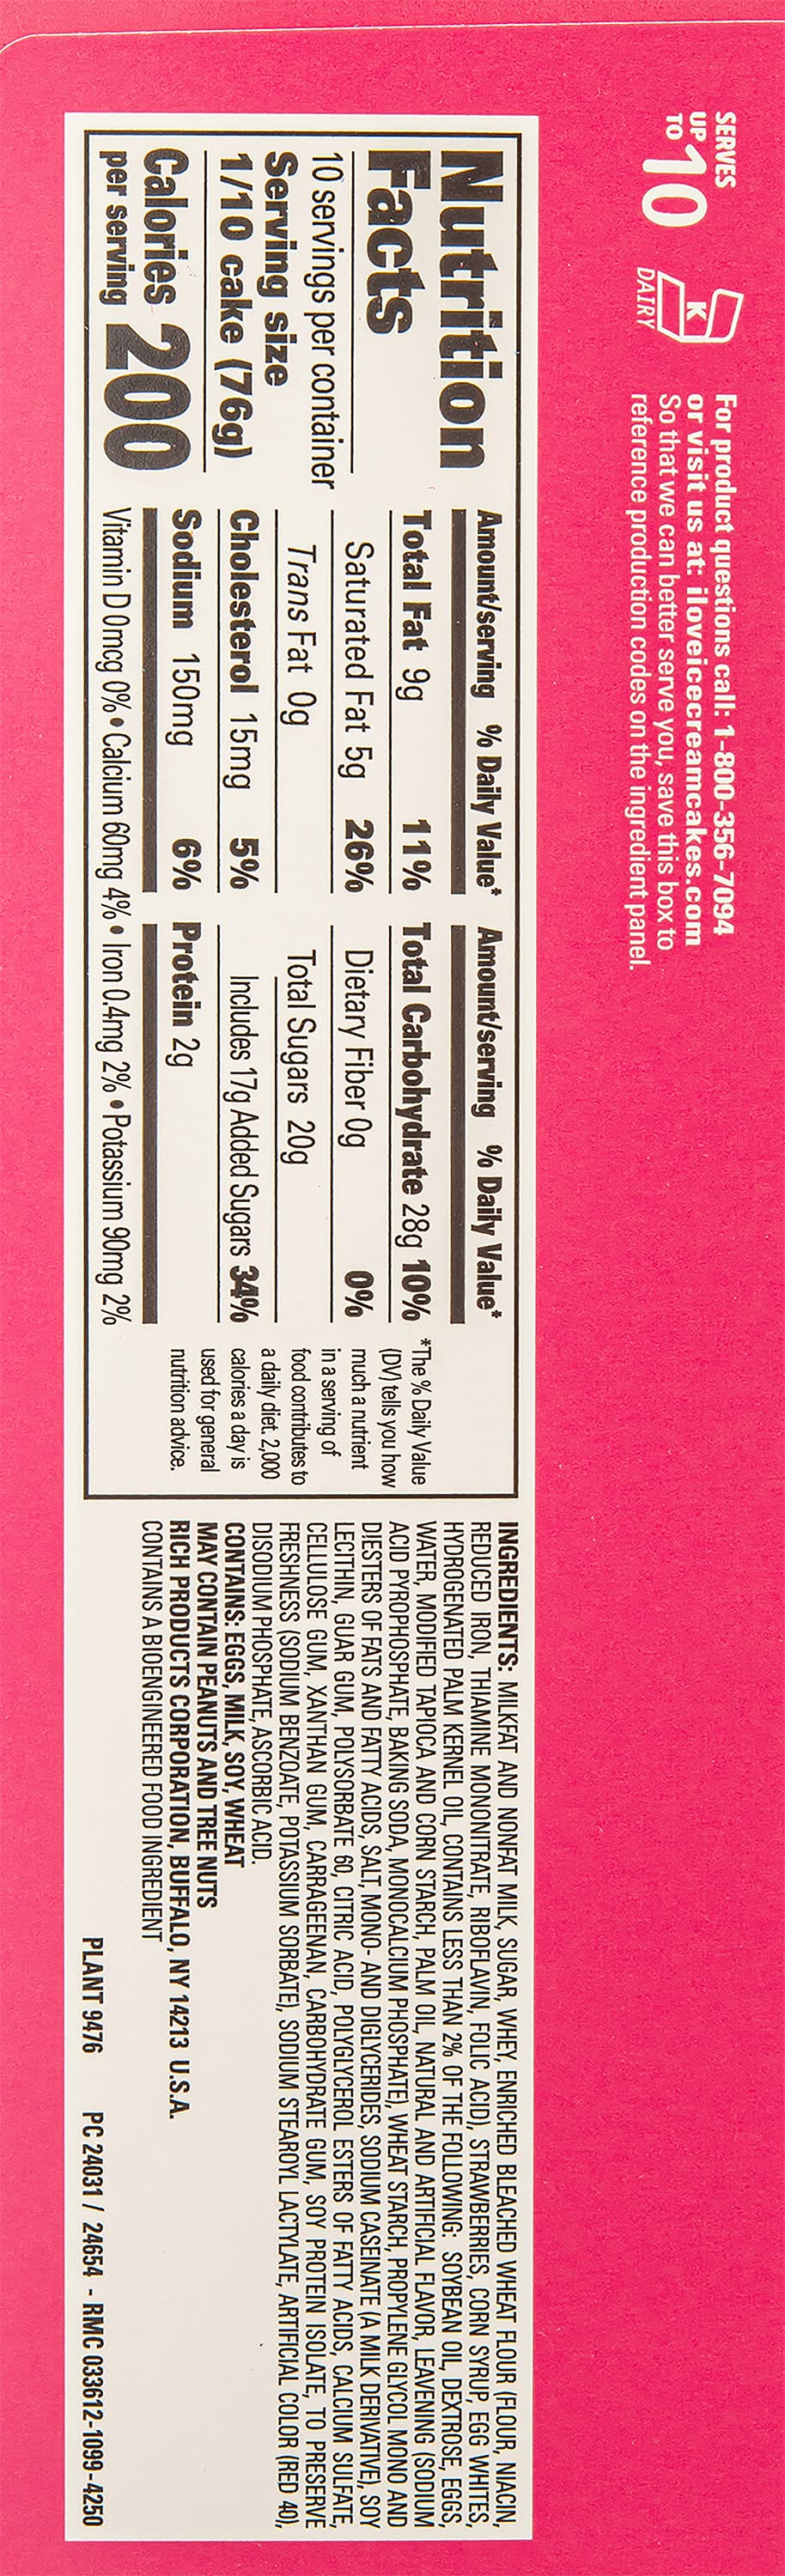 SERVES
UP
TO 10
K
DAIRY
For product questions call: 1-800-356-7094
or visit us at: iloveicecreamcakes.com
So that we can better serve you, save this box to
reference production codes on the ingredient panel.
Nutrition
Facts
10 servings per container
Serving size
1/10 cake (76g)
Calories
per serving 200
Amount/serving % Daily Value*
Total Fat 9g 11%
Saturated Fat 5g 26%
Trans Fat 0g
Cholesterol 15mg 5%
Sodium 150mg 6%
Amount/serving % Daily Value*
Total Carbohydrate 28g 10%
Dietary Fiber 0g 0%
Total Sugars 20g
Includes 17g Added Sugars 34%
Protein 2g
Vitamin D 0mcg 0% • Calcium 60mg 4% • Iron 0.4mg 2% • Potassium 90mg 2%
*The % Daily Value
(DV) tells you how
much a nutrient
in a serving of
food contributes to
a daily diet. 2,000
calories a day is
used for general
nutrition advice.
INGREDIENTS: MILKFAT AND NONFAT MILK, SUGAR, WHEY, ENRICHED BLEACHED WHEAT FLOUR (FLOUR, NIACIN,
REDUCED IRON, THIAMINE MONONITRATE, RIBOFLAVIN, FOLIC ACID), STRAWBERRIES, CORN SYRUP, EGG WHITES,
HYDROGENATED PALM KERNEL OIL, CONTAINS LESS THAN 2% OF THE FOLLOWING: SOYBEAN OIL, DEXTROSE, EGGS,
WATER, MODIFIED TAPIOCA AND CORN STARCH, PALM OIL, NATURAL AND ARTIFICIAL FLAVOR, LEAVENING (SODIUM
ACID PYROPHOSPHATE, BAKING SODA, MONOCALCIUM PHOSPHATE), WHEAT STARCH, PROPYLENE GLYCOL MONO AND
DIESTERS OF FATS AND FATTY ACIDS, SALT, MONO- AND DIGLYCERIDES, SODIUM CASEINATE (A MILK DERIVATIVE), SOY
LECITHIN, GUAR GUM, POLYSORBATE 60, CITRIC ACID, POLYGLYCEROL ESTERS OF FATTY ACIDS, CALCIUM SULFATE,
CELLULOSE GUM, XANTHAN GUM, CARRAGEENAN, CARBOHYDRATE GUM, SOY PROTEIN ISOLATE, TO PRESERVE
FRESHNESS (SODIUM BENZOATE, POTASSIUM SORBATE), SODIUM STEAROYL LACTYLATE, ARTIFICIAL COLOR (RED 40),
DISODIUM PHOSPHATE, ASCORBIC ACID.
CONTAINS: EGGS, MILK, SOY, WHEAT
MAY CONTAIN PEANUTS AND TREE NUTS
RICH PRODUCTS CORPORATION, BUFFALO, NY 14213 U.S.A.
CONTAINS A BIOENGINEERED FOOD INGREDIENT
PLANT 9476 PC 24031 / 24654 - RMC 033612-1099-4250